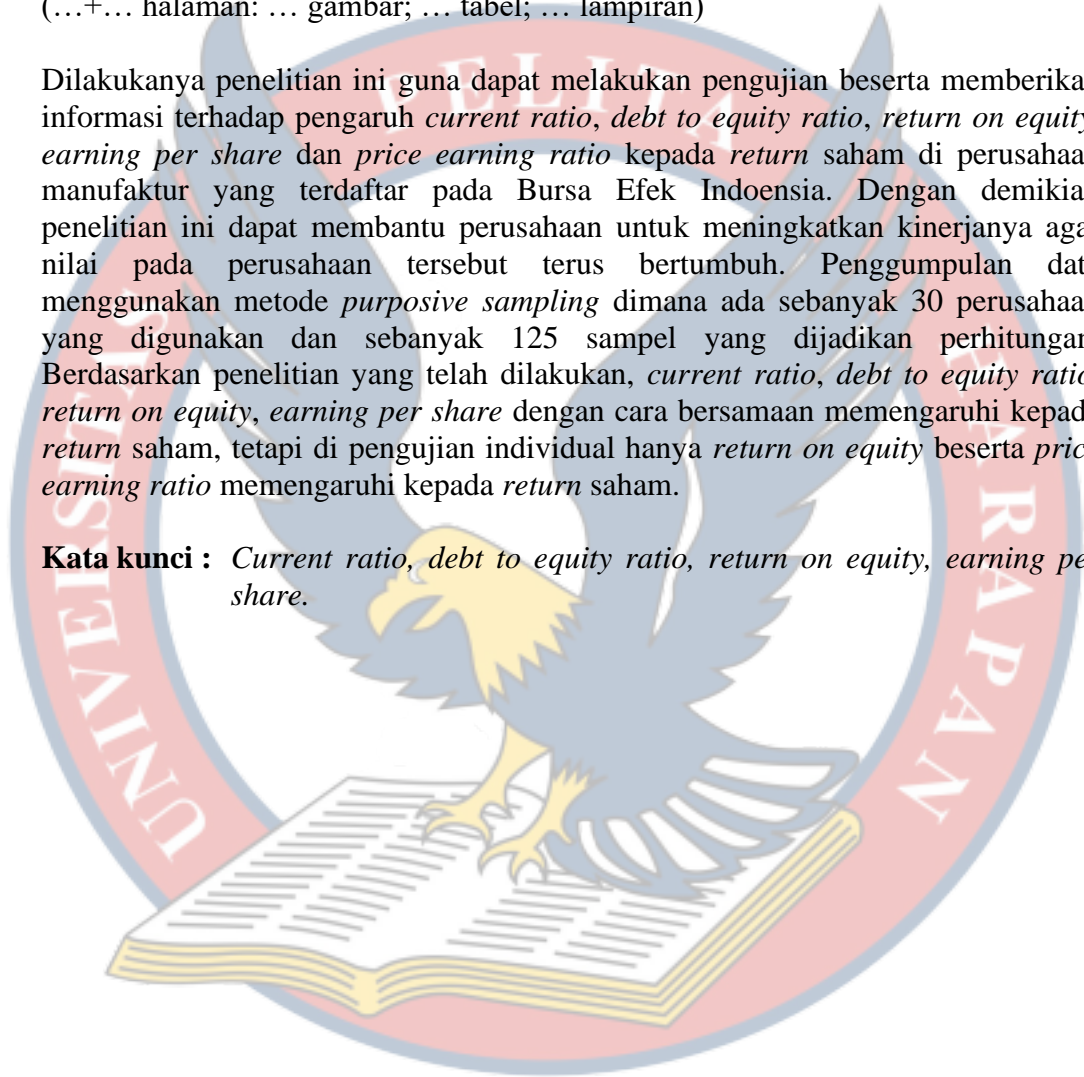 (…+… halaman: … gambar; … tabel; … lampiran)
Dilakukanya penelitian ini guna dapat melakukan pengujian beserta memberika
informasi terhadap pengaruh current ratio, debt to equity ratio, return on equity
earning per share dan price earning ratio kepada return saham di perusahaa
manufaktur yang terdaftar pada Bursa Efek Indoensia. Dengan demikia
penelitian ini dapat membantu perusahaan untuk meningkatkan kinerjanya aga
nilai pada perusahaan tersebut terus bertumbuh. Penggumpulan dat
menggunakan metode purposive sampling dimana ada sebanyak 30 perusahaa
yang digunakan dan sebanyak 125 sampel yang dijadikan perhitungan
Berdasarkan penelitian yang telah dilakukan, current ratio, debt to equity ratio
return on equity, earning per share dengan cara bersamaan memengaruhi kepad
return saham, tetapi di pengujian individual hanya return on equity beserta pric
earning ratio memengaruhi kepada return saham.
Kata kunci : Current ratio, debt to equity ratio, return on equity, earning pe
share.
UNIVERSITAS PELITA HARAPAN